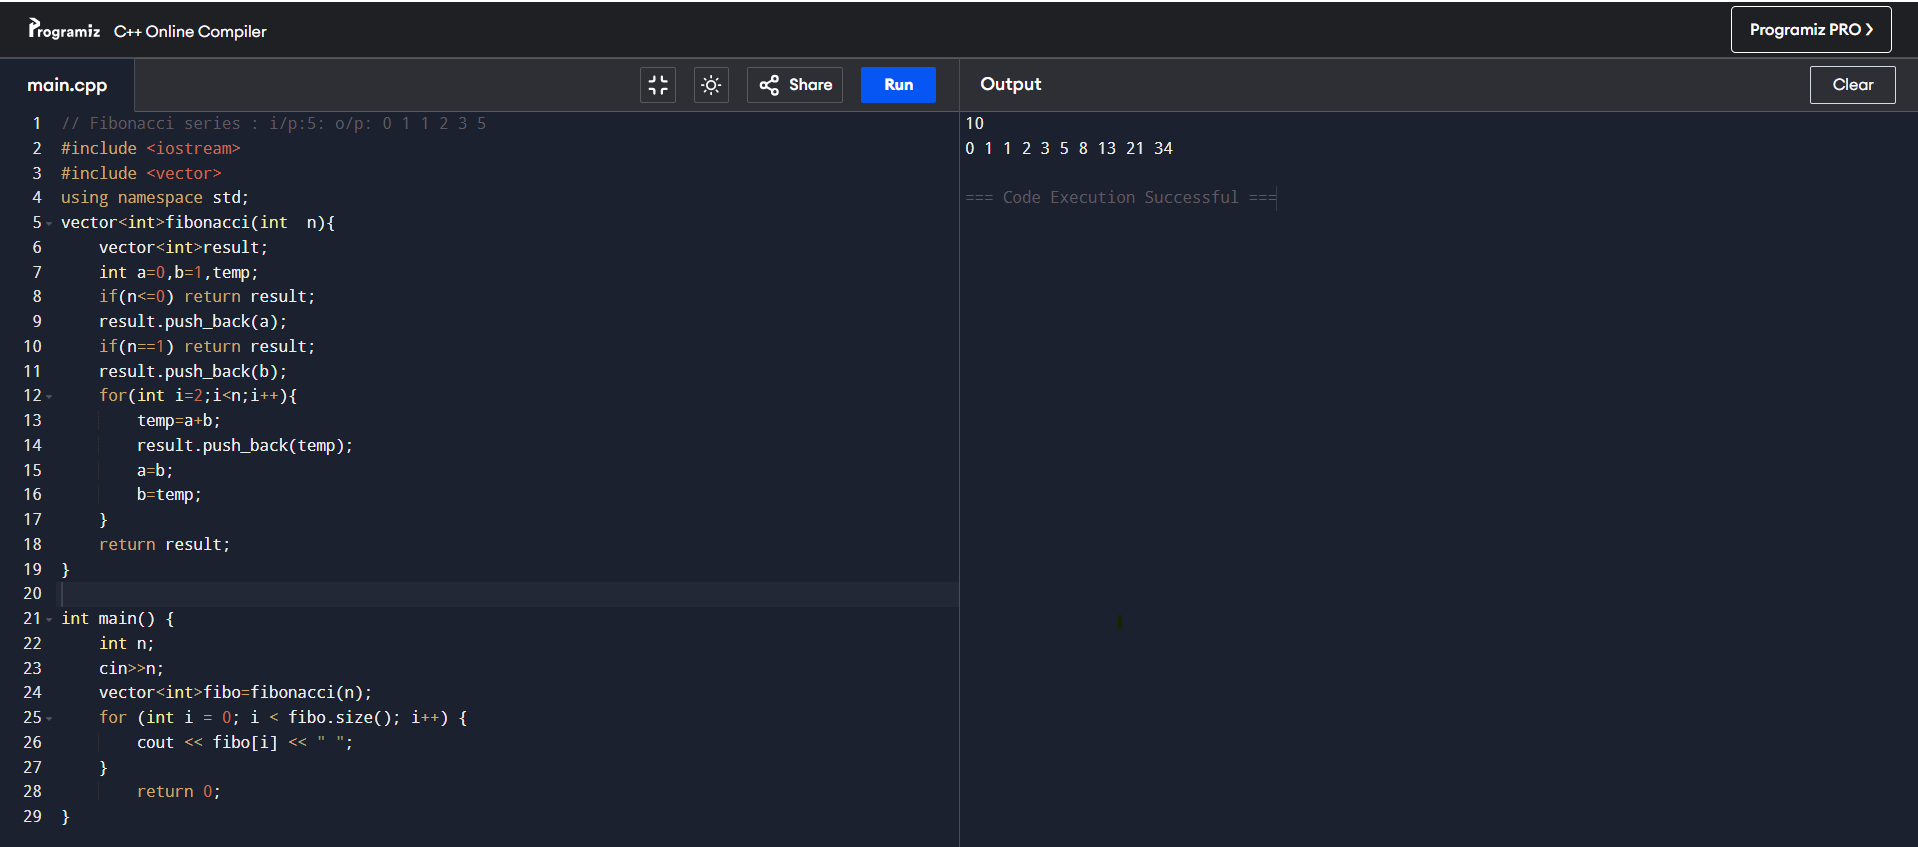 Programiz C++ Online Compiler
Programiz PRO ❯
main.cpp
Share
Run
Output
Clear
1 // Fibonacci series : i/p:5: o/p: 0 1 1 2 3 5
2 #include <iostream>
3 #include <vector>
4 using namespace std;
5 vector<int>fibonacci(int  n){
6     vector<int>result;
7     int a=0,b=1,temp;
8     if(n<=0) return result;
9     result.push_back(a);
10     if(n==1) return result;
11     result.push_back(b);
12     for(int i=2;i<n;i++){
13         temp=a+b;
14         result.push_back(temp);
15         a=b;
16         b=temp;
17     }
18     return result;
19 }
20
21 int main() {
22     int n;
23     cin>>n;
24     vector<int>fibo=fibonacci(n);
25     for (int i = 0; i < fibo.size(); i++) {
26         cout << fibo[i] << " ";
27     }
28         return 0;
29 }
10
0 1 1 2 3 5 8 13 21 34
=== Code Execution Successful ===